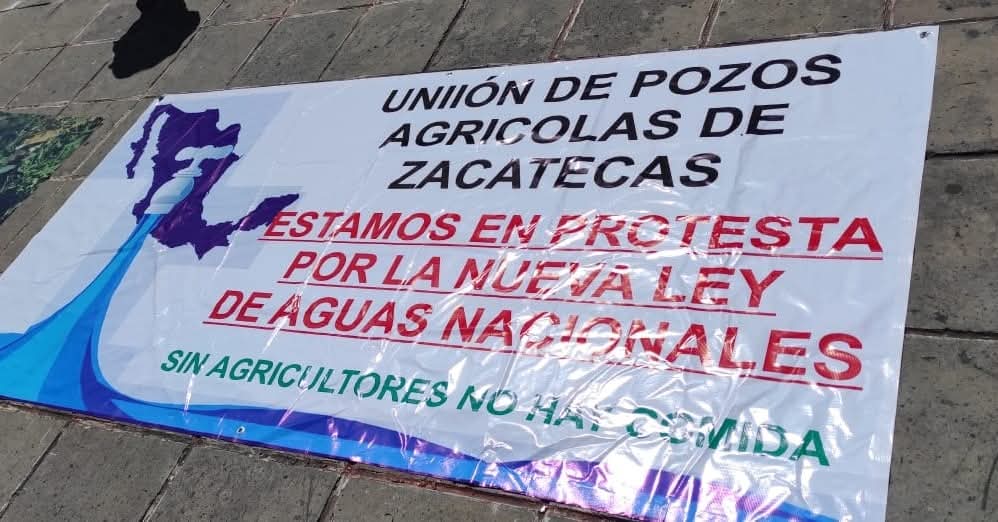 UNIIÓN DE POZOS
AGRICOLAS DE
ZACATECAS
ESTAMOS EN PROTESTA
POR LA NUEVA LEY
DE AGUAS NACIONALES
SIN AGRICULTORES NO HAY COMIDA